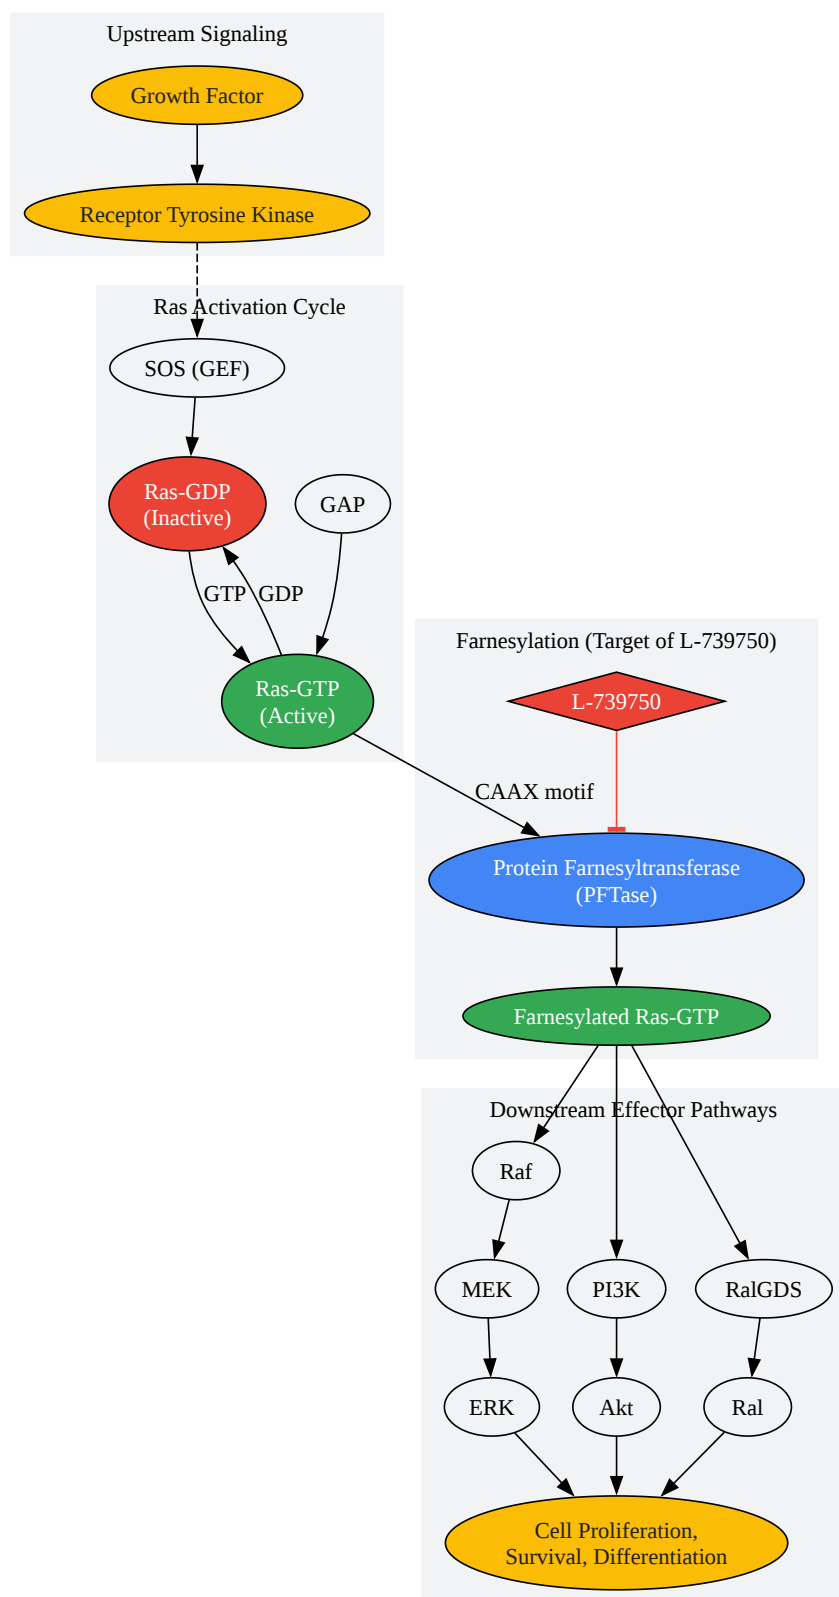 Upstream Signaling
Growth Factor
Receptor Tyrosine Kinase
Ras Activation Cycle
SOS (GEF)
Ras-GDP
(Inactive)
GAP
GTP
GDP
Ras-GTP
(Active)
Farnesylation (Target of L-739750)
L-739750
CAAX motif
Protein Farnesyltransferase
(PFTase)
Farnesylated Ras-GTP
Downstream Effector Pathways
Raf
MEK
PI3K
RalGDS
ERK
Akt
Ral
Cell Proliferation,
Survival, Differentiation